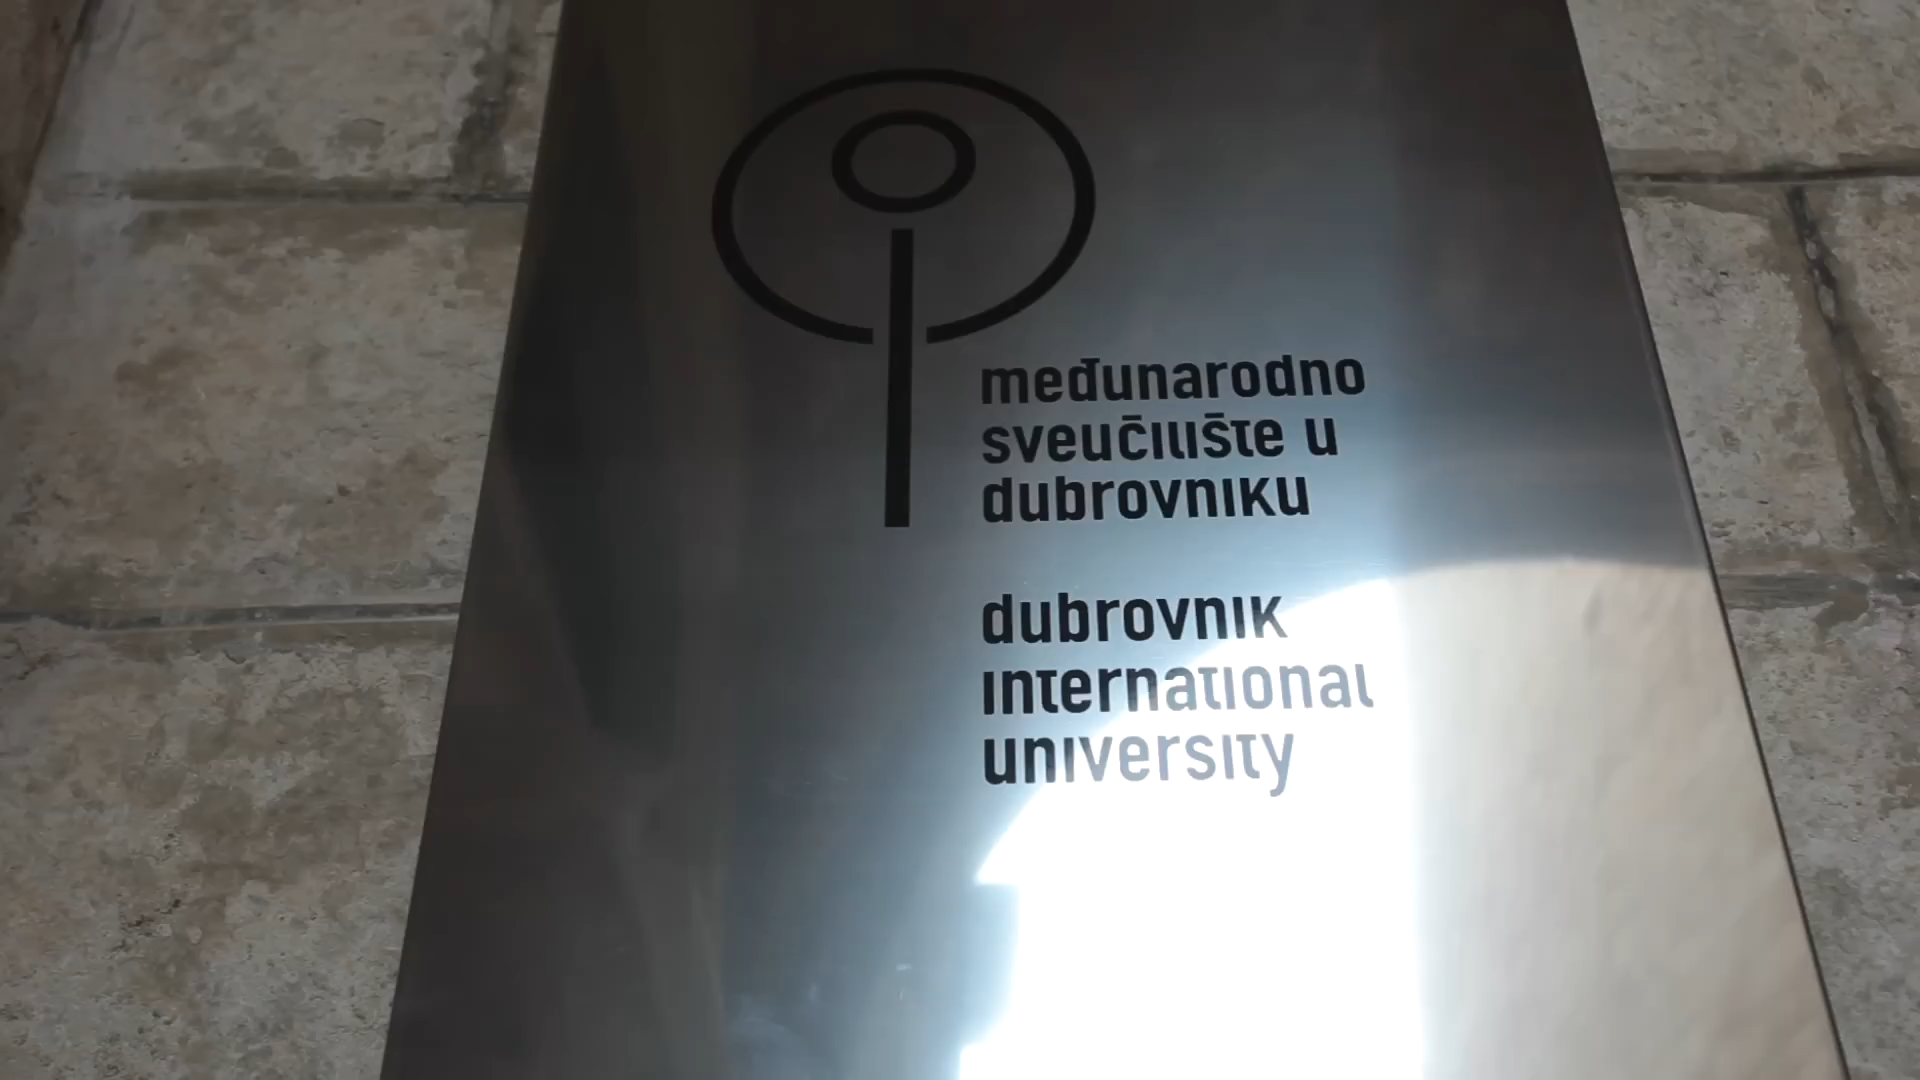 međunarodno
sveučilište u
dubrovniku
dubrovnik
international
university